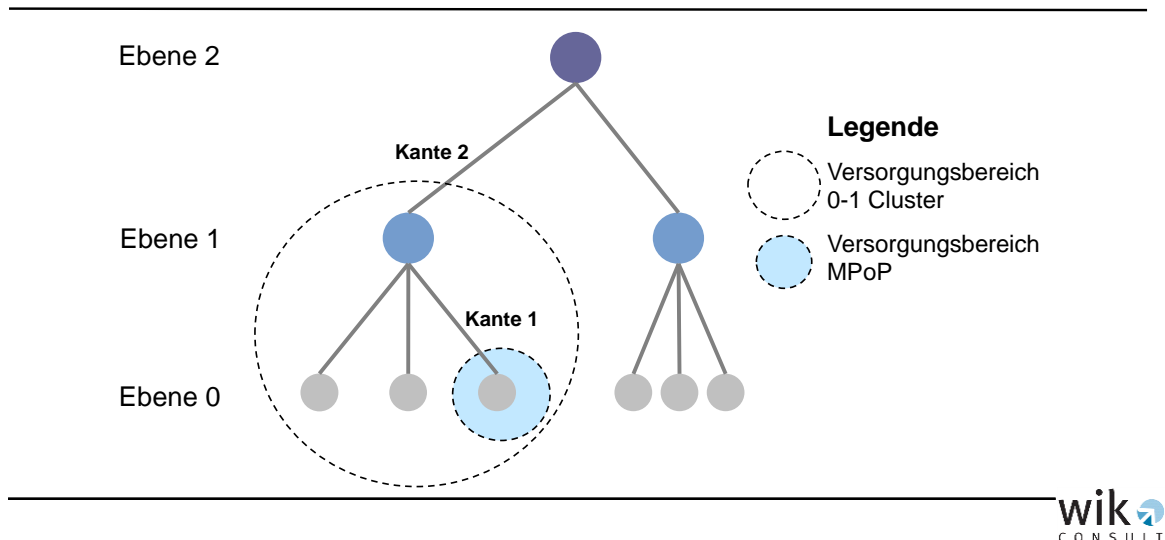 Ebene 2
Legende
Kante 2
Versorgungsbereich
0-1 Cluster
Ebene 1
Versorgungsbereich
MPoP
Kante 1
Ebene 0
wik
CONSULT